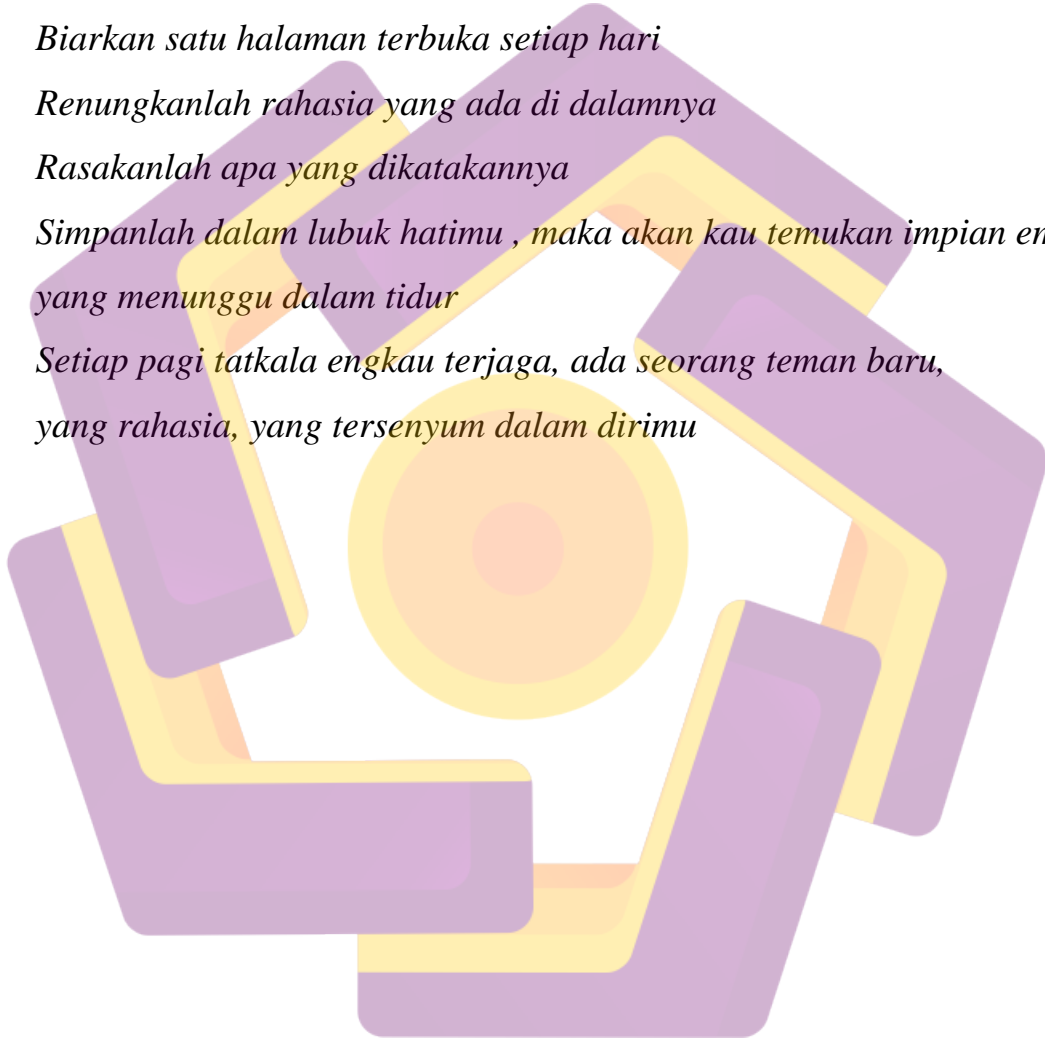 Biarkan satu halaman terbuka setiap hari
Renungkanlah rahasia yang ada di dalamnya
Rasakanlah apa yang dikatakannya
Simpanlah dalam lubuk hatimu , maka akan kau temukan impian
yang menunggu dalam tidur
Setiap pagi tatkala engkau terjaga, ada seorang teman baru,
yang rahasia, yang tersenyum dalam dirimu